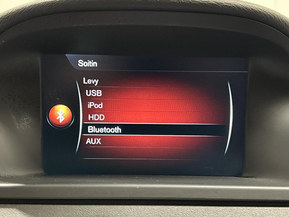 Soitin
Levy
USB
iPod
HDD
Bluetooth
AUX